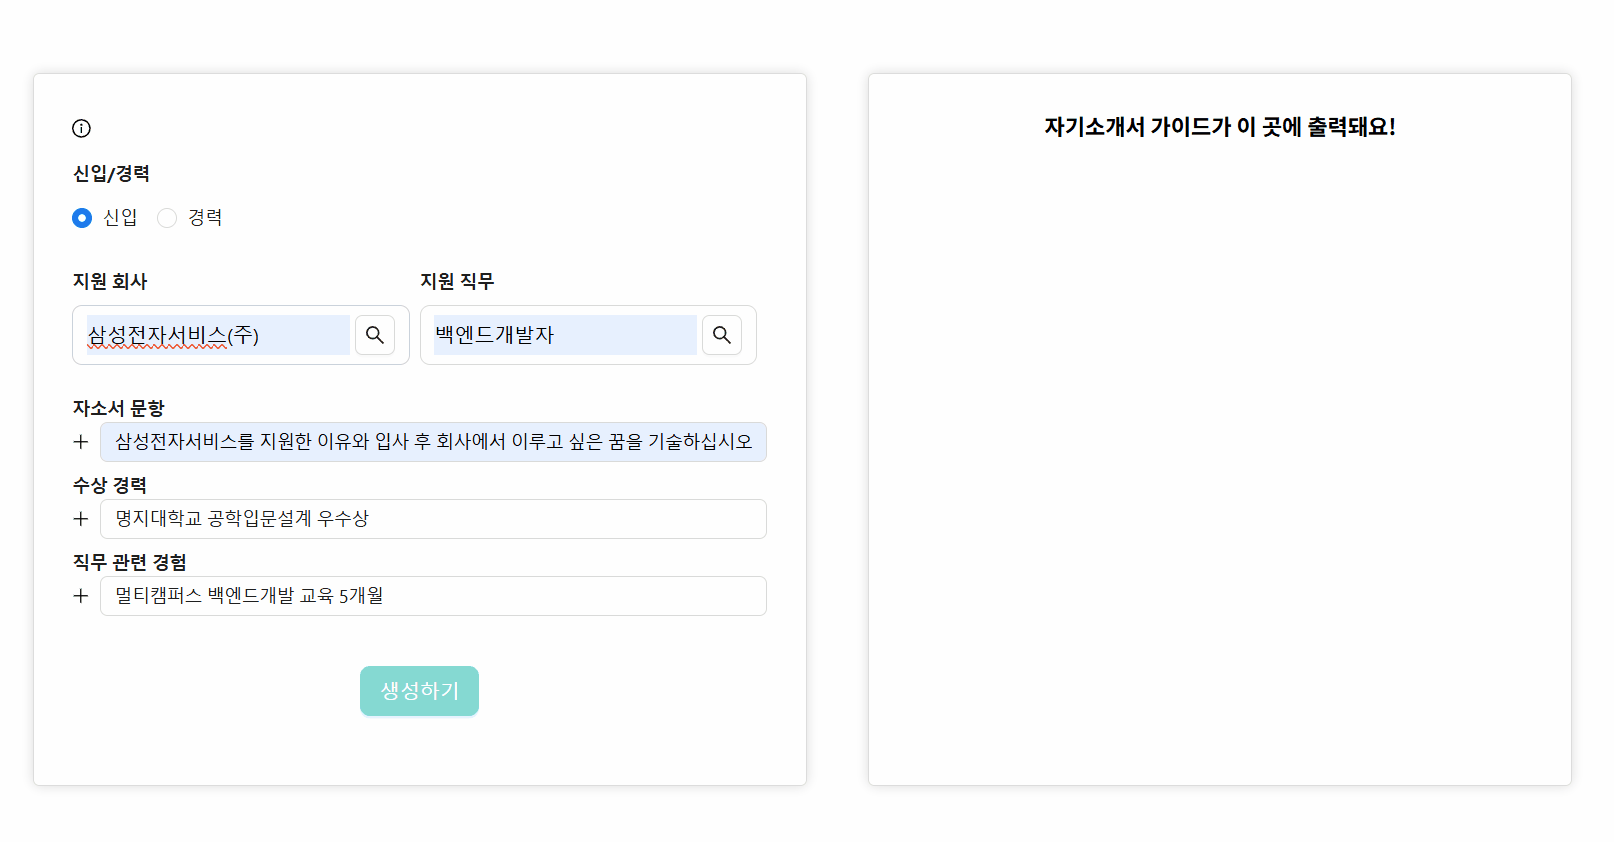 신입/경력
신입 경력
지원 회사 지원 직무
삼성전자서비스(주) 백엔드개발자
자소서 문항
삼성전자서비스를 지원한 이유와 입사 후 회사에서 이루고 싶은 꿈을 기술하십시오
수상 경력
명지대학교 공학입문설계 우수상
직무 관련 경험
멀티캠퍼스 백엔드개발 교육 5개월
생성하기
자기소개서 가이드가 이 곳에 출력돼요!